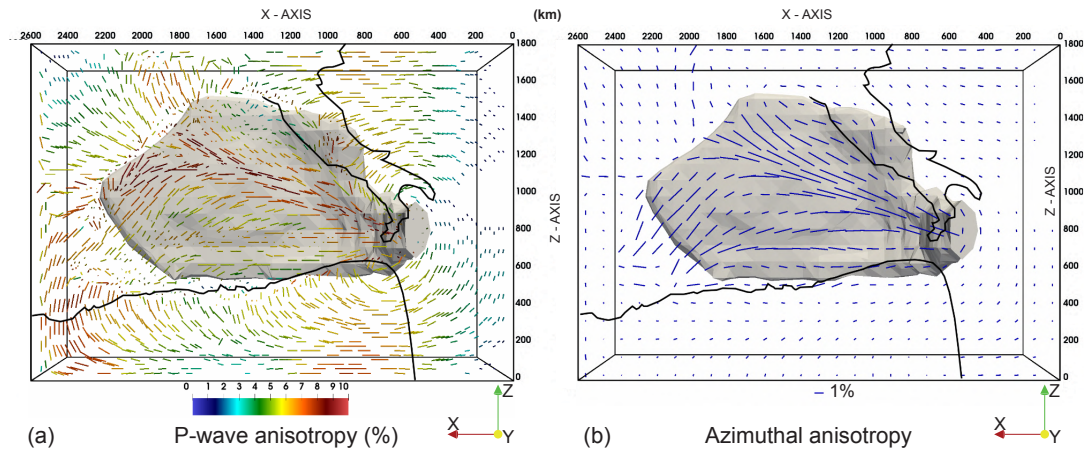 X - AXIS (km) X - AXIS
2600 2400 2200 2000 1800 1600 1400 1200 1000 800 600 400 200 0 2600 2400 2200 2000 1800 1600 1400 1200 1000 800 600 400 200 0
1800 1800
1600 1600
1400 1400
1200 1200
1000 1000
Z - AXIS Z - AXIS
800 800
600 600
400 400
200 200
0 0
0 1 2 3 4 5 6 7 8 9 10 Z 1% Z
(a) P-wave anisotropy (%) X Y (b) Azimuthal anisotropy X Y